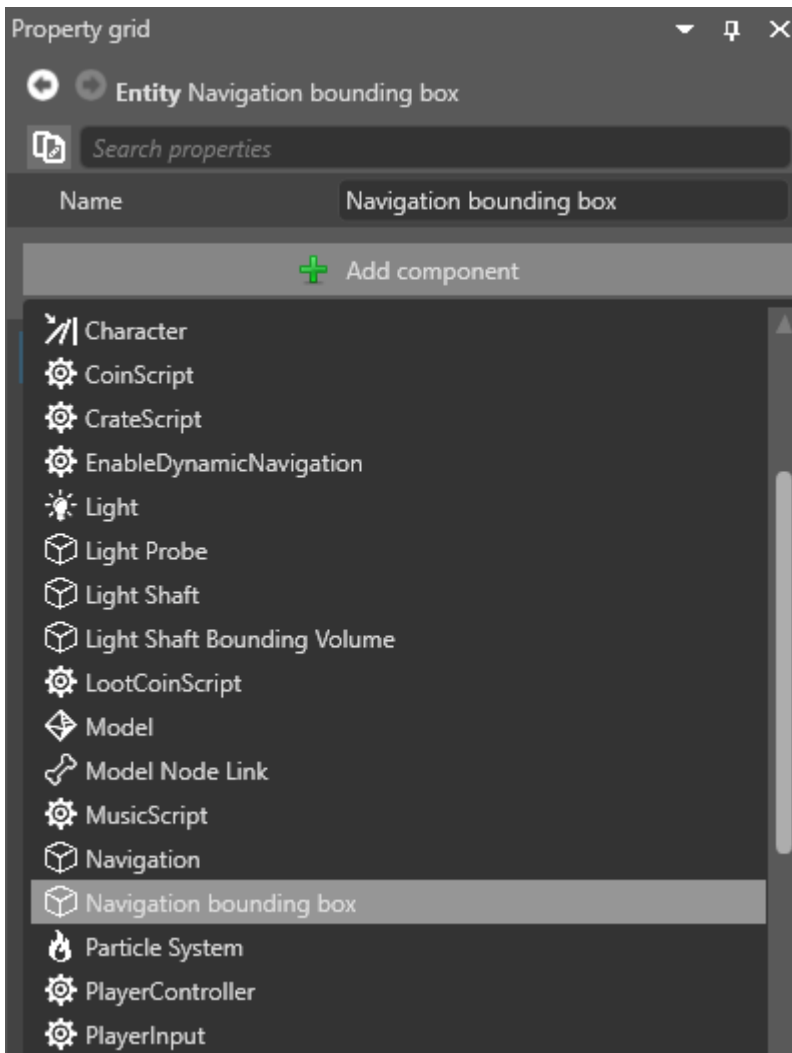 Property grid
Entity Navigation bounding box
Search properties
Name Navigation bounding box
Add component
Character
CoinScript
CrateScript
EnableDynamicNavigation
Light
Light Probe
Light Shaft
Light Shaft Bounding Volume
LootCoinScript
Model
Model Node Link
MusicScript
Navigation
Navigation bounding box
Particle System
PlayerController
PlayerInput